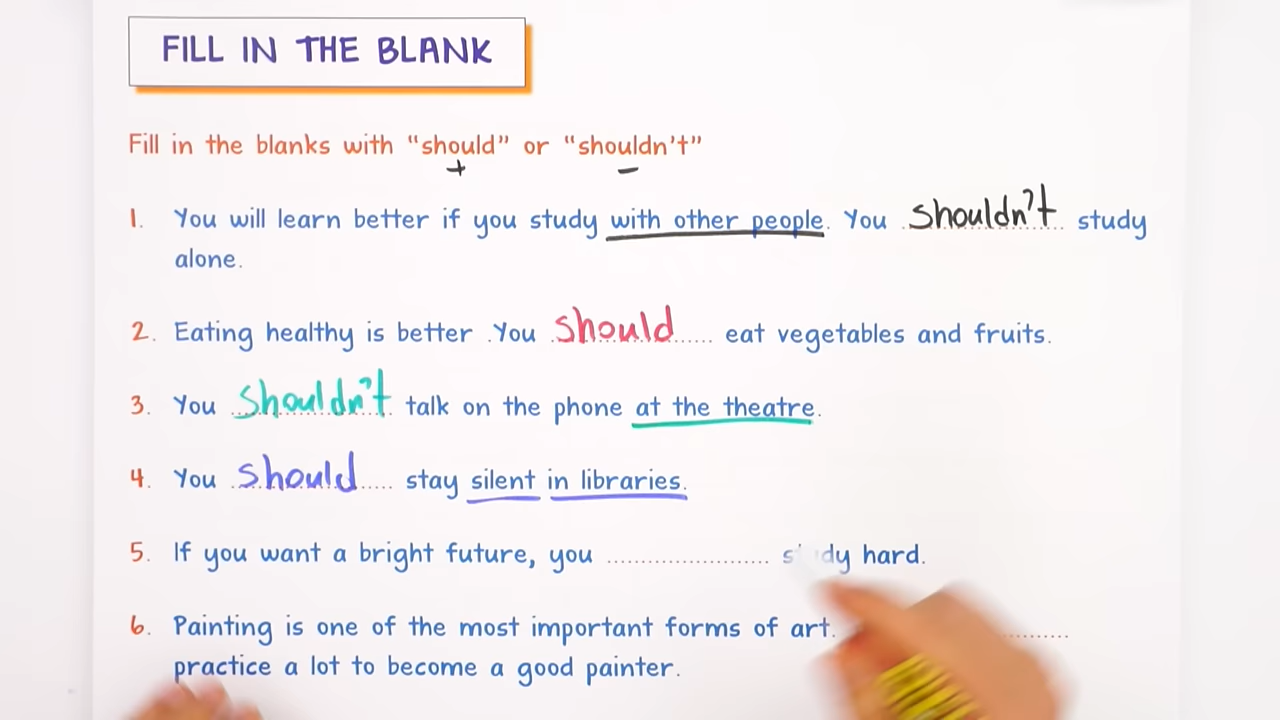 FILL IN THE BLANK
Fill in the blanks with "should" or "shouldn't"
+ −
1. You will learn better if you study with other people. You shouldn't study
alone.
2. Eating healthy is better .You should eat vegetables and fruits.
3. You shouldn't talk on the phone at the theatre.
4. You should stay silent in libraries.
5. If you want a bright future, you .................... hard.
6. Painting is one of the most important forms of art.
practice a lot to become a good painter.